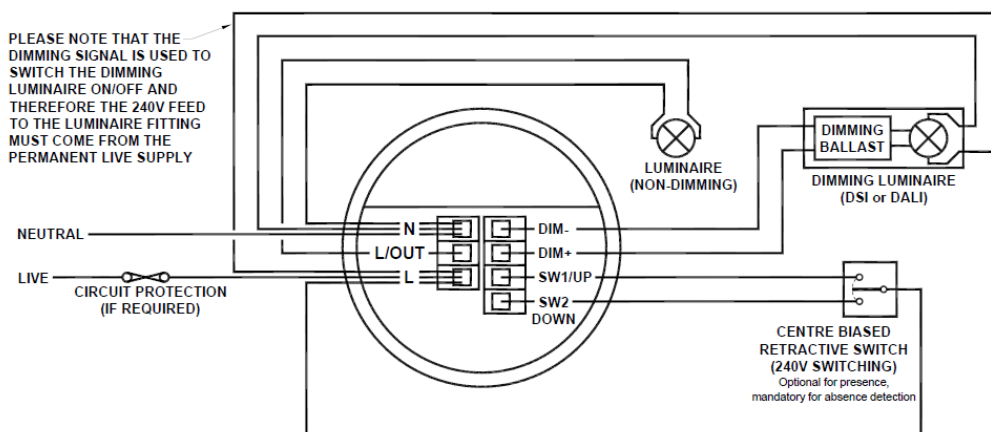 PLEASE NOTE THAT THE
DIMMING SIGNAL IS USED TO
SWITCH THE DIMMING
LUMINAIRE ON/OFF AND
THEREFORE THE 240V FEED
TO THE LUMINAIRE FITTING
MUST COME FROM THE
PERMANENT LIVE SUPPLY
LUMINAIRE
(NON-DIMMING)
DIMMING
BALLAST
DIMMING LUMINAIRE
(DSI or DALI)
NEUTRAL
N
L/OUT
L
DIM-
DIM+
SW1/UP
SW2
DOWN
LIVE
CIRCUIT PROTECTION
(IF REQUIRED)
CENTRE BIASED
RETRACTIVE SWITCH
(240V SWITCHING)
Optional for presence,
mandatory for absence detection